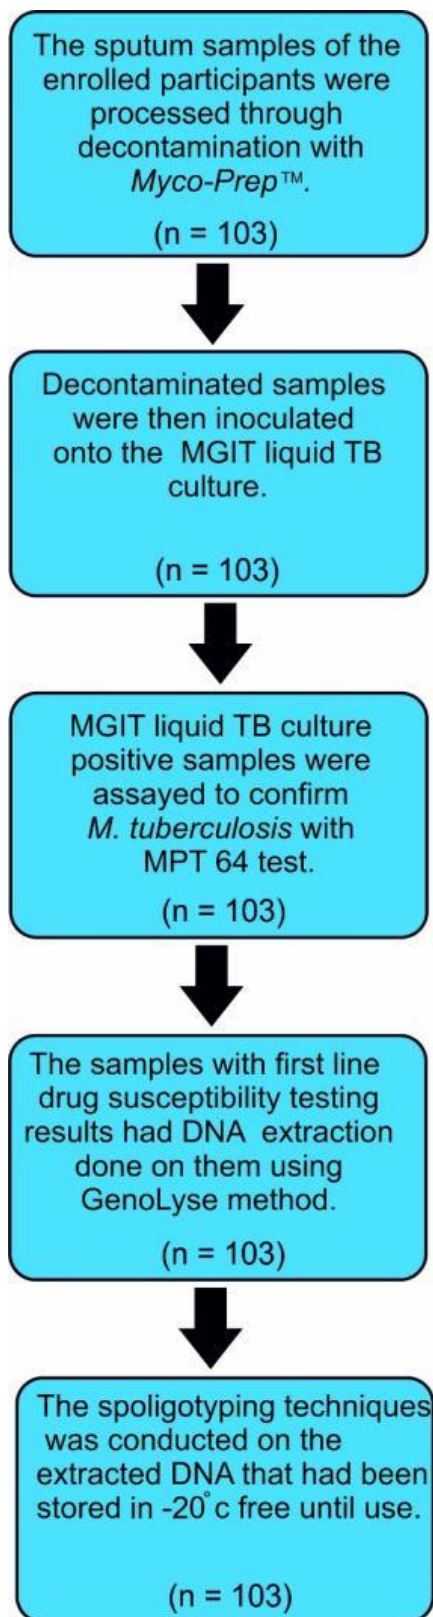 The sputum samples of the
enrolled participants were
processed through
decontamination with
Myco-Prep™.
(n = 103)
Decontaminated samples
were then inoculated
onto the MGIT liquid TB
culture.
(n = 103)
MGIT liquid TB culture
positive samples were
assayed to confirm
M. tuberculosis with
MPT 64 test.
(n = 103)
The samples with first line
drug susceptibility testing
results had DNA extraction
done on them using
GenoLyse method.
(n = 103)
The spoligotyping techniques
was conducted on the
extracted DNA that had been
stored in -20°c free until use.
(n = 103)